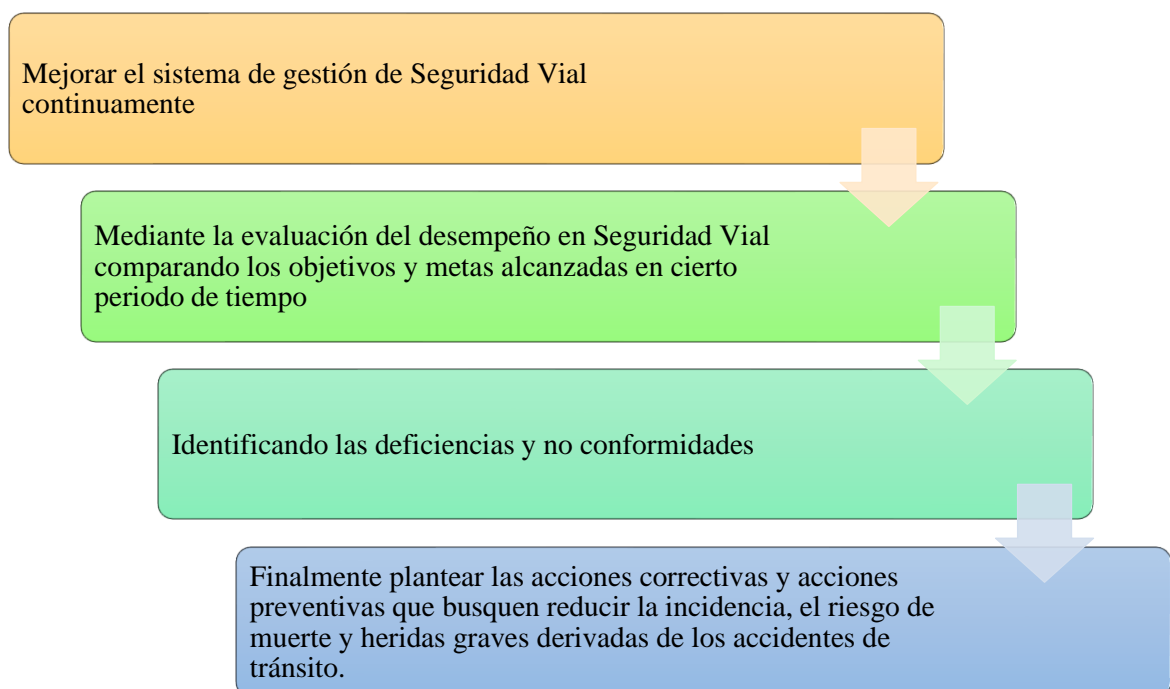 Mejorar el sistema de gestión de Seguridad Vial
continuamente
Mediante la evaluación del desempeño en Seguridad Vial
comparando los objetivos y metas alcanzadas en cierto
periodo de tiempo
Identificando las deficiencias y no conformidades
Finalmente plantear las acciones correctivas y acciones
preventivas que busquen reducir la incidencia, el riesgo de
muerte y heridas graves derivadas de los accidentes de
tránsito.